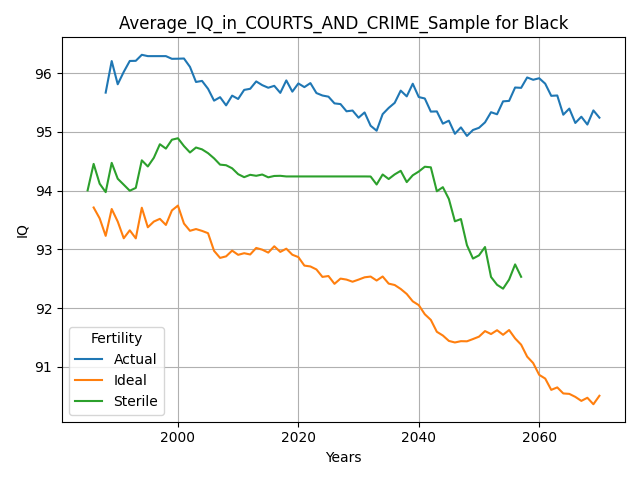 Average_IQ_in_COURTS_AND_CRIME_Sample for Black
96
95
94
93
92
91
IQ
Fertility
Actual
Ideal
Sterile
2000 2020 2040 2060
Years